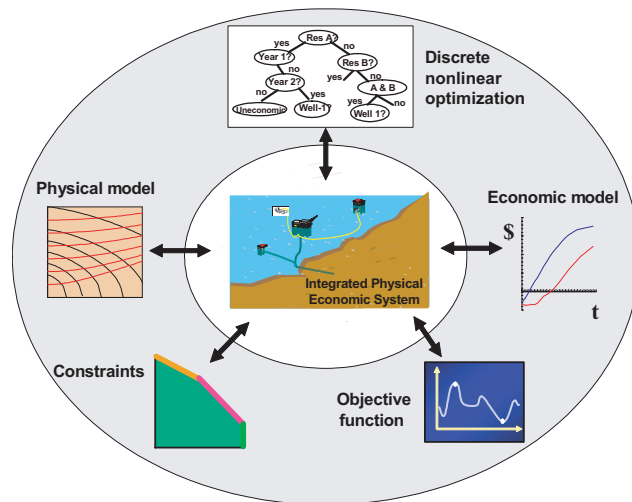 Res A?
yes
no
Year 1?
Res B?
no
yes
no
Year 2?
A & B
no
yes
yes
no
Uneconomic
Well-1?
Well 1?
Discrete
nonlinear
optimization
Physical model
Economic model
$
t
Integrated Physical
Economic System
Constraints
Objective
function